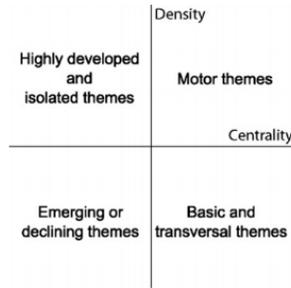 Density
Highly developed
and
isolated themes
Motor themes
Centrality
Emerging or
declining themes
Basic and
transversal themes